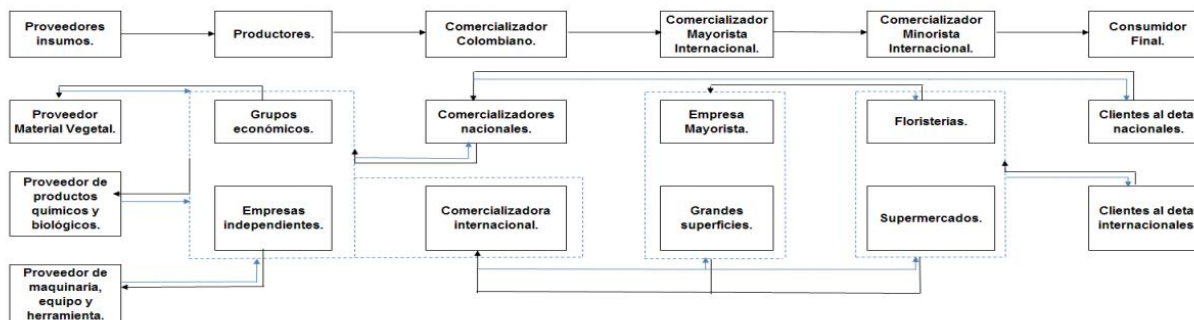 Proveedores
insumos.
Productores.
Comercializador
Colombiano.
Comercializador
Mayorista
Internacional.
Comercializador
Minorista
Internacional.
Consumidor
Final.
Proveedor
Material Vegetal.
Grupos
económicos.
Comercializadores
nacionales.
Empresa
Mayorista.
Floristerias.
Clientes al deta
nacionales.
Proveedor de
productos
químicos y
biológicos.
Empresas
independientes.
Comercializadora
internacional.
Grandes
superficies.
Supermercados.
Clientes al deta
internacionales
Proveedor de
maquinaria,
equipo y
herramienta.